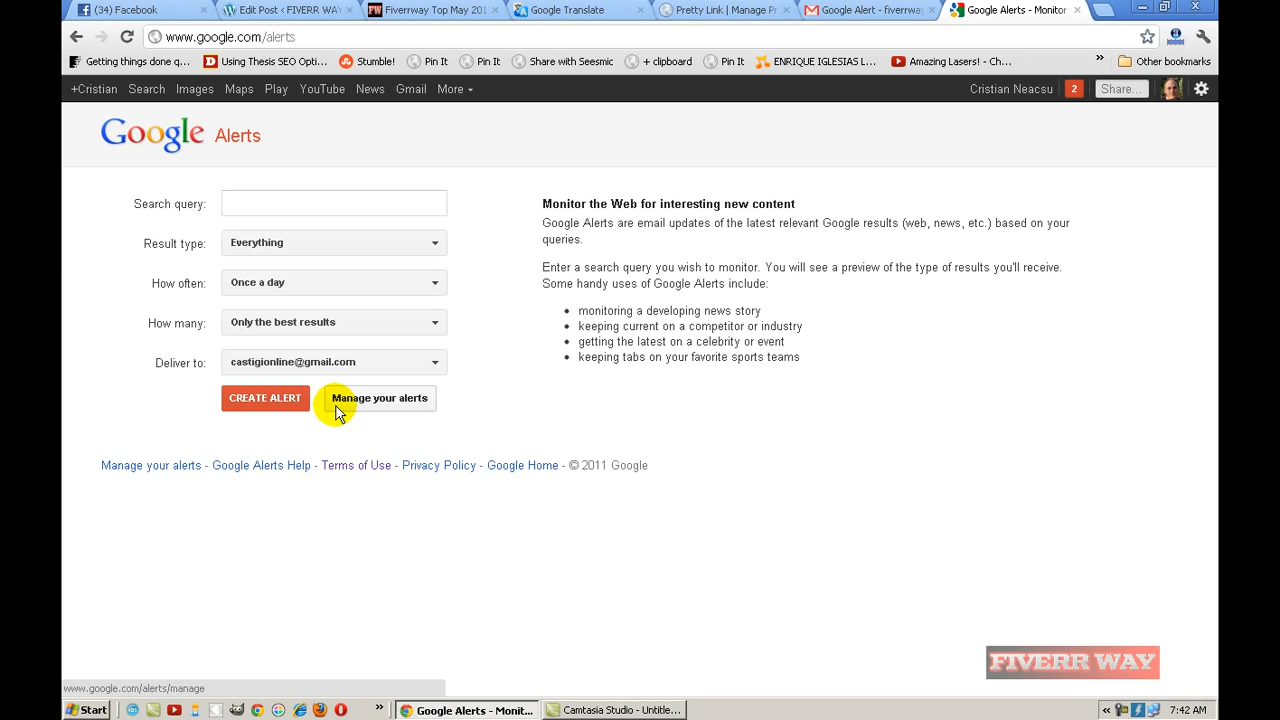 (34) Facebook
Edit Post ‹ FIVERR WAY
Fiverrway Top May 201
Google Translate
Pretty Link | Manage Pr
Google Alert - fiverrway
Google Alerts - Monitor
www.google.com/alerts
Getting things done q...
Using Thesis SEO Opti...
Stumble!
Pin It
Pin It
Share with Seesmic
+ clipboard
Pin It
ENRIQUE IGLESIAS L...
Amazing Lasers! - Ch...
»
Other bookmarks
+Cristian Search Images Maps Play YouTube News Gmail More
Cristian Neacsu 2 Share...
Google Alerts
Search query:
Result type: Everything
How often: Once a day
How many: Only the best results
Deliver to: castigionline@gmail.com
CREATE ALERT Manage your alerts
Monitor the Web for interesting new content
Google Alerts are email updates of the latest relevant Google results (web, news, etc.) based on your
queries.
Enter a search query you wish to monitor. You will see a preview of the type of results you'll receive.
Some handy uses of Google Alerts include:
• monitoring a developing news story
• keeping current on a competitor or industry
• getting the latest on a celebrity or event
• keeping tabs on your favorite sports teams
Manage your alerts - Google Alerts Help - Terms of Use - Privacy Policy - Google Home - © 2011 Google
FIVERR WAY
www.google.com/alerts/manage
Start
»
Google Alerts - Monit...
Camtasia Studio - Untitle...
«
7:42 AM